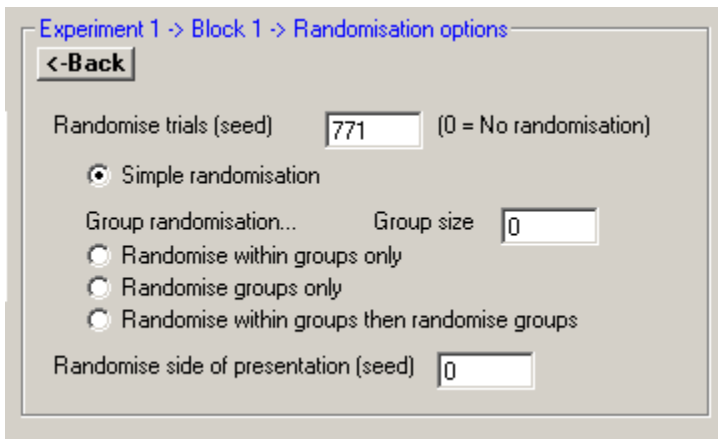 Experiment 1 -> Block 1 -> Randomisation options
<-Back
Randomise trials (seed) 771 (0 = No randomisation)
Simple randomisation
Group randomisation... Group size 0
Randomise within groups only
Randomise groups only
Randomise within groups then randomise groups
Randomise side of presentation (seed) 0